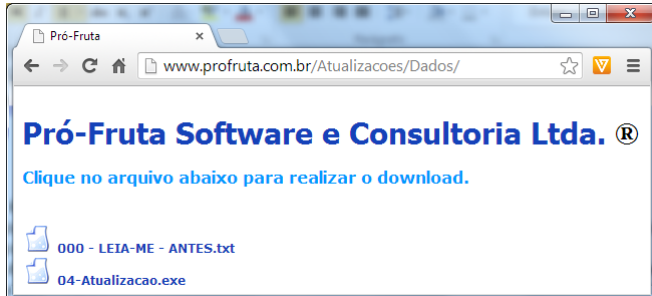 Pró-Fruta
www.profruta.com.br/Atualizacoes/Dados/
Pró-Fruta Software e Consultoria Ltda. ®
Clique no arquivo abaixo para realizar o download.
000 - LEIA-ME - ANTES.txt
04-Atualizacao.exe